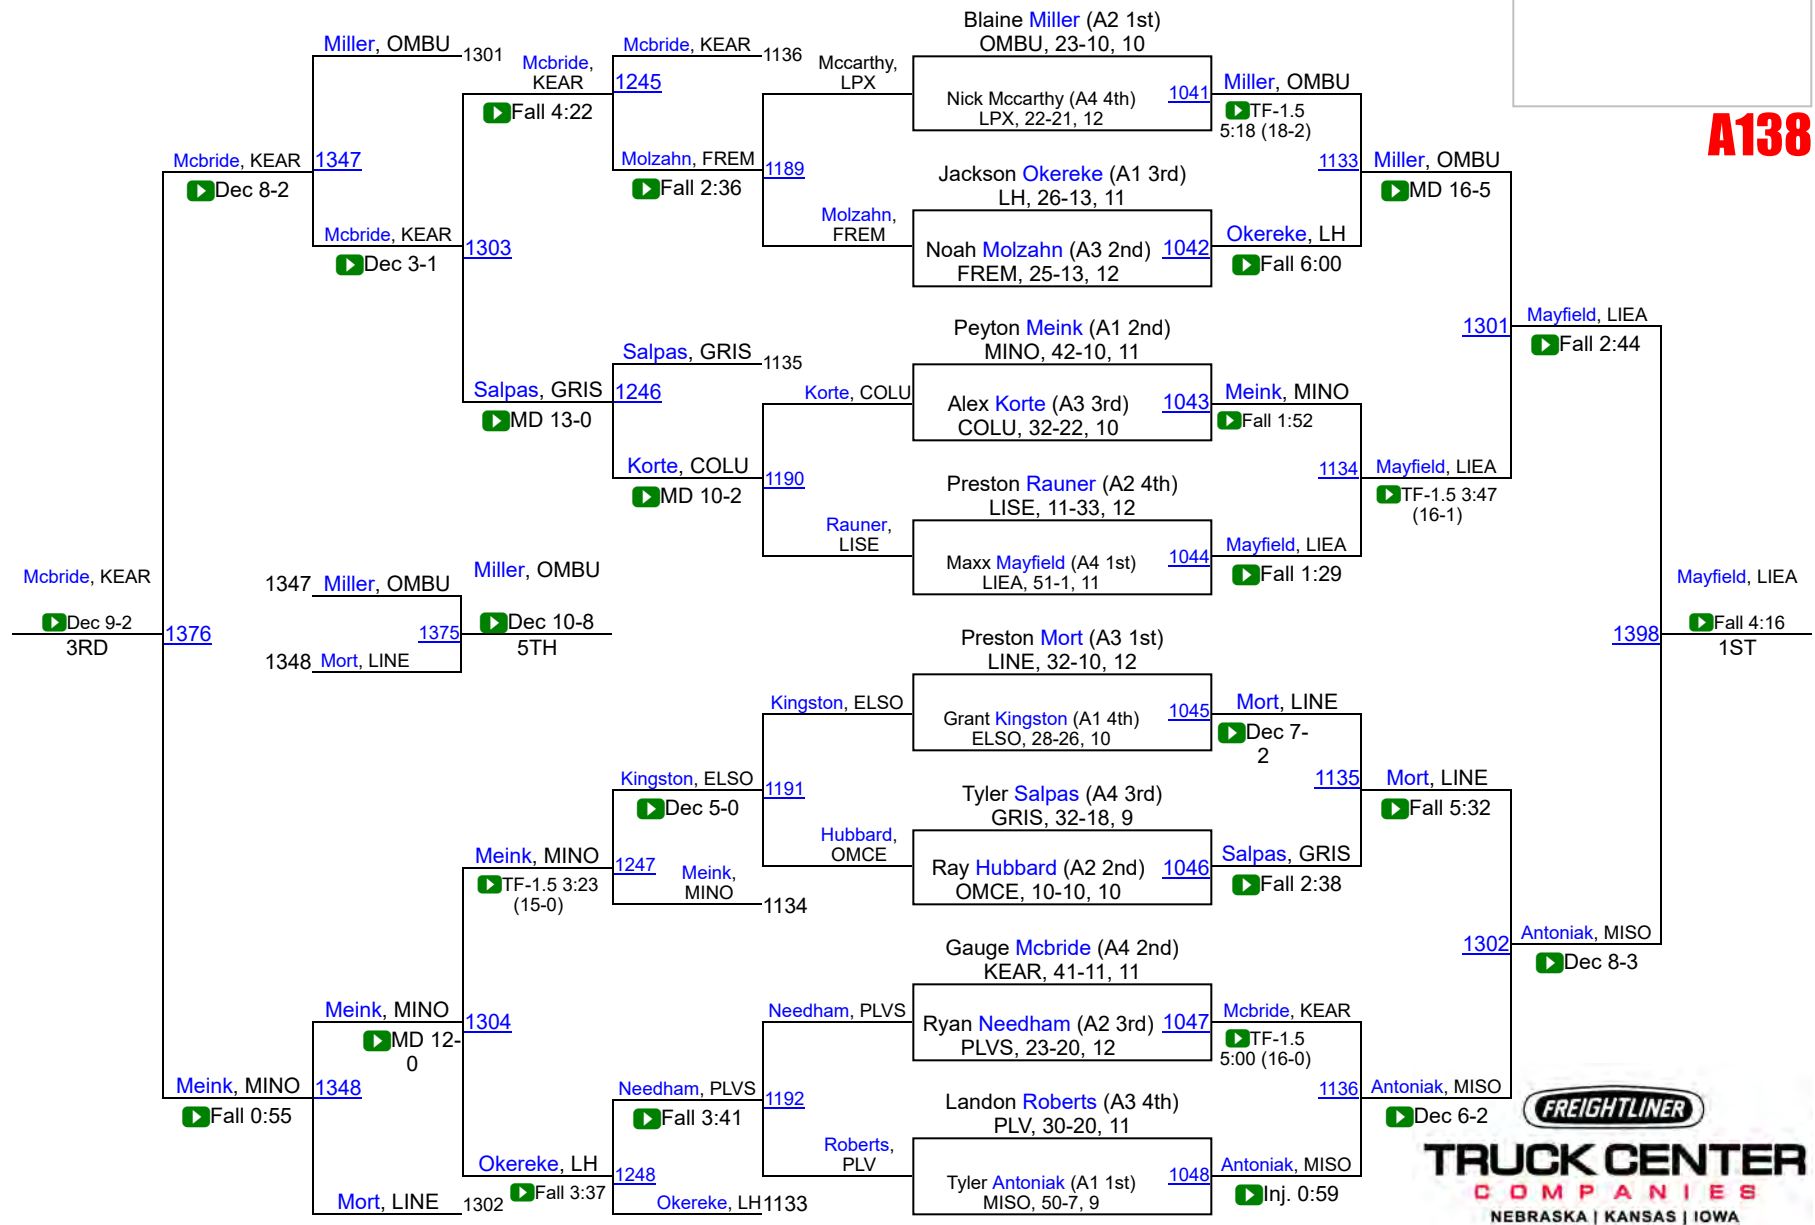 A138
Miller, OMBU
1301
Mcbride, KEAR
Dec 8-2
1347
Mcbride, KEAR
Dec 3-1
Mcbride,
KEAR
Fall 4:22
1303
Salpas, GRIS
MD 13-0
Mcbride, KEAR
1136
1245
Molzahn, FREM
Fall 2:36
Salpas, GRIS
1135
1246
Korte, COLU
MD 10-2
Mccarthy,
LPX
1189
Molzahn,
FREM
Korte, COLU
1190
Rauner,
LISE
Blaine Miller (A2 1st)
OMBU, 23-10, 10
Nick Mccarthy (A4 4th)
LPX, 22-21, 12
1041
Jackson Okereke (A1 3rd)
LH, 26-13, 11
Noah Molzahn (A3 2nd)
FREM, 25-13, 12
1042
Peyton Meink (A1 2nd)
MINO, 42-10, 11
Alex Korte (A3 3rd)
COLU, 32-22, 10
1043
Preston Rauner (A2 4th)
LISE, 11-33, 12
Maxx Mayfield (A4 1st)
LIEA, 51-1, 11
1044
Miller, OMBU
TF-1.5
5:18 (18-2)
1133
Okereke, LH
Fall 6:00
Meink, MINO
Fall 1:52
1134
Mayfield, LIEA
Fall 1:29
Miller, OMBU
MD 16-5
1301
Mayfield, LIEA
TF-1.5 3:47
(16-1)
Mayfield, LIEA
Fall 2:44
Mcbride, KEAR
Dec 9-2
3RD
1376
1347
Miller, OMBU
1348
Mort, LINE
1375
Miller, OMBU
Dec 10-8
5TH
Mayfield, LIEA
1398
Fall 4:16
1ST
Preston Mort (A3 1st)
LINE, 32-10, 12
Grant Kingston (A1 4th)
ELSO, 28-26, 10
1045
Tyler Salpas (A4 3rd)
GRIS, 32-18, 9
Ray Hubbard (A2 2nd)
OMCE, 10-10, 10
1046
Gauge Mcbride (A4 2nd)
KEAR, 41-11, 11
Ryan Needham (A2 3rd)
PLVS, 23-20, 12
1047
Landon Roberts (A3 4th)
PLV, 30-20, 11
Tyler Antoniak (A1 1st)
MISO, 50-7, 9
1048
Kingston, ELSO
1191
Hubbard,
OMCE
Needham, PLVS
1192
Roberts,
PLV
Kingston, ELSO
Dec 5-0
1247
Meink,
MINO
1134
Needham, PLVS
Fall 3:41
1248
Okereke, LH
1133
Meink, MINO
TF-1.5 3:23
(15-0)
1304
Okereke, LH
Fall 3:37
Meink, MINO
MD 12-
0
1348
Mort, LINE
1302
Meink, MINO
Fall 0:55
Mort, LINE
Dec 7-
2
1135
Salpas, GRIS
Fall 2:38
Mcbride, KEAR
TF-1.5
5:00 (16-0)
1136
Antoniak, MISO
Inj. 0:59
Mort, LINE
Fall 5:32
1302
Antoniak, MISO
Dec 6-2
Antoniak, MISO
Dec 8-3
FREIGHTLINER
TRUCK CENTER
COMPANIES
NEBRASKA | KANSAS | IOWA